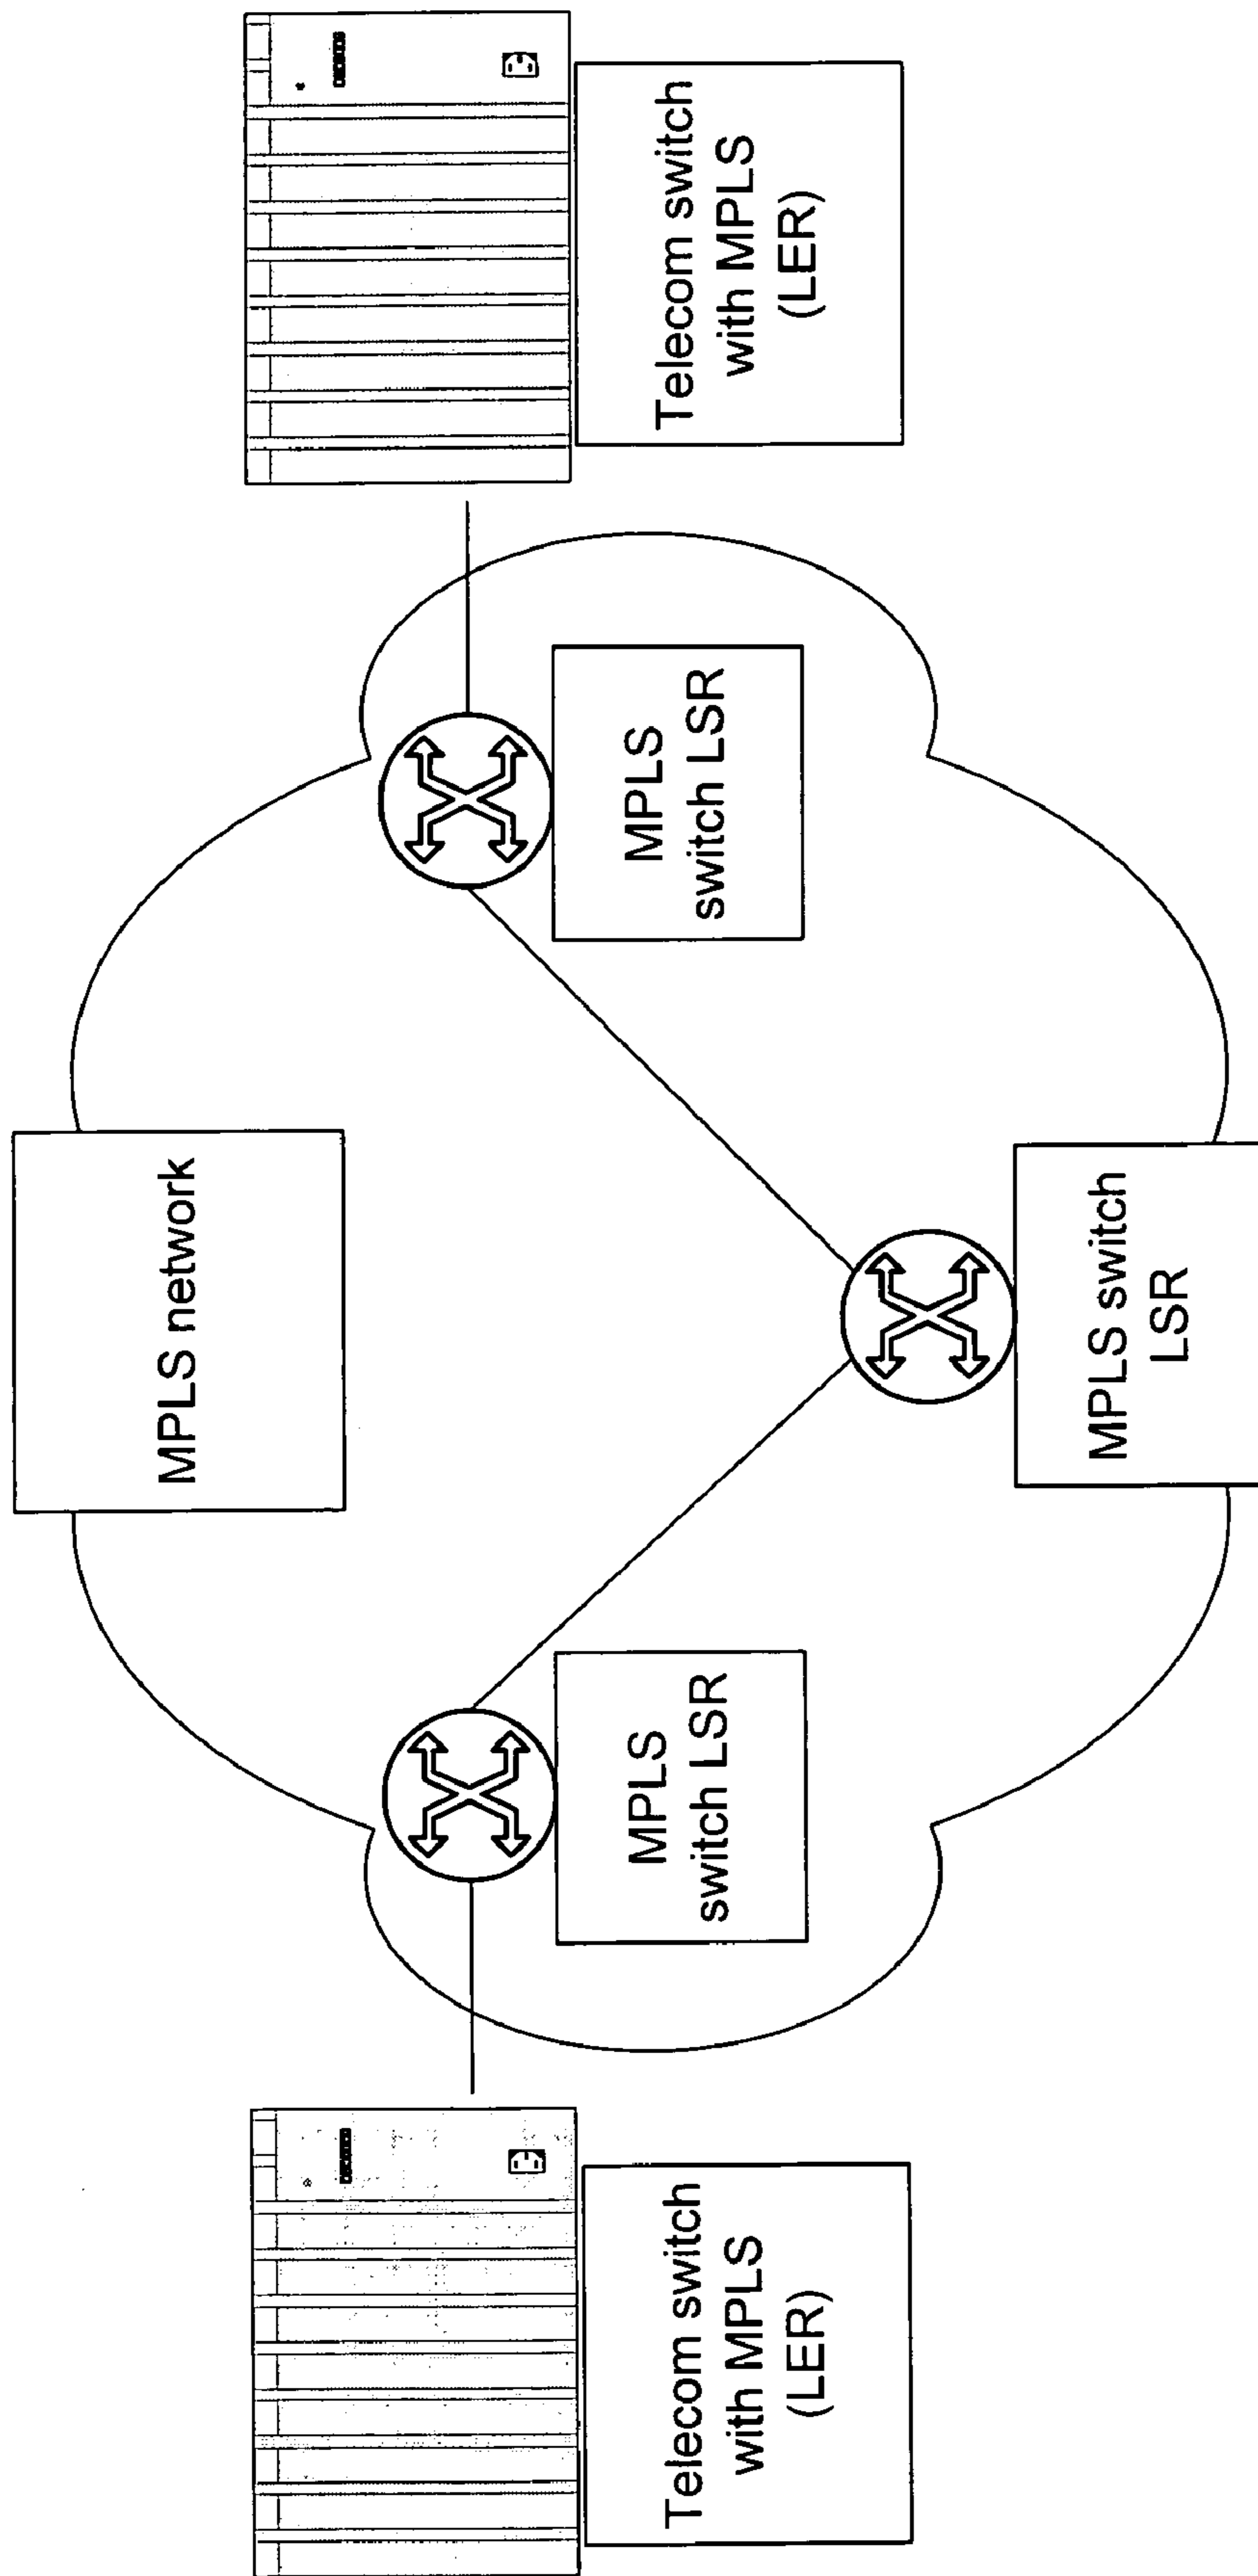 MPLS network
Telecom switch
with MPLS
(LER)
MPLS
switch LSR
MPLS switch
LSR
MPLS
switch LSR
Telecom switch
with MPLS
(LER)